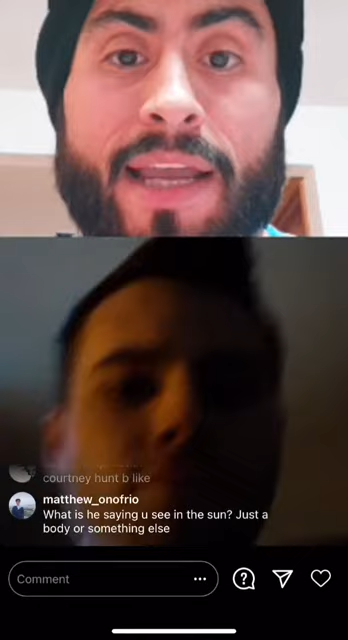 courtney hunt b like
matthew_onofrio
What is he saying u see in the sun? Just a
body or something else
Comment